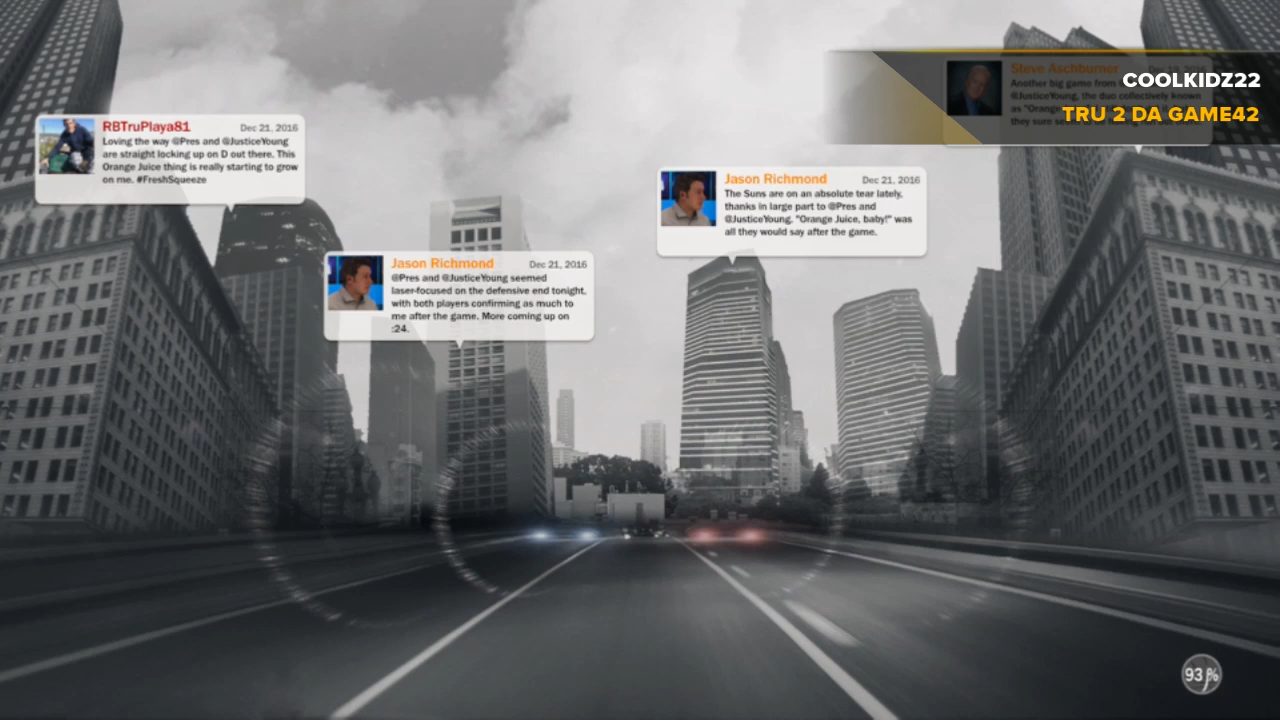 COOLKIDZ22
TRU 2 DA GAME42
Steve Aschburner
Another big game from
@JusticeYoung, the duo collectively known
as "Orange
they sure
RBTruPlaya81 Dec 21, 2016
Loving the way @Pres and @JusticeYoung
are straight locking up on D out there. This
Orange Juice thing is really starting to grow
on me. #FreshSqueeze
Jason Richmond Dec 21, 2016
The Suns are on an absolute tear lately,
thanks in large part to @Pres and
@JusticeYoung. "Orange Juice, baby!" was
all they would say after the game.
Jason Richmond Dec 21, 2016
@Pres and @JusticeYoung seemed
laser-focused on the defensive end tonight,
with both players confirming as much to
me after the game. More coming up on
:24.
93%